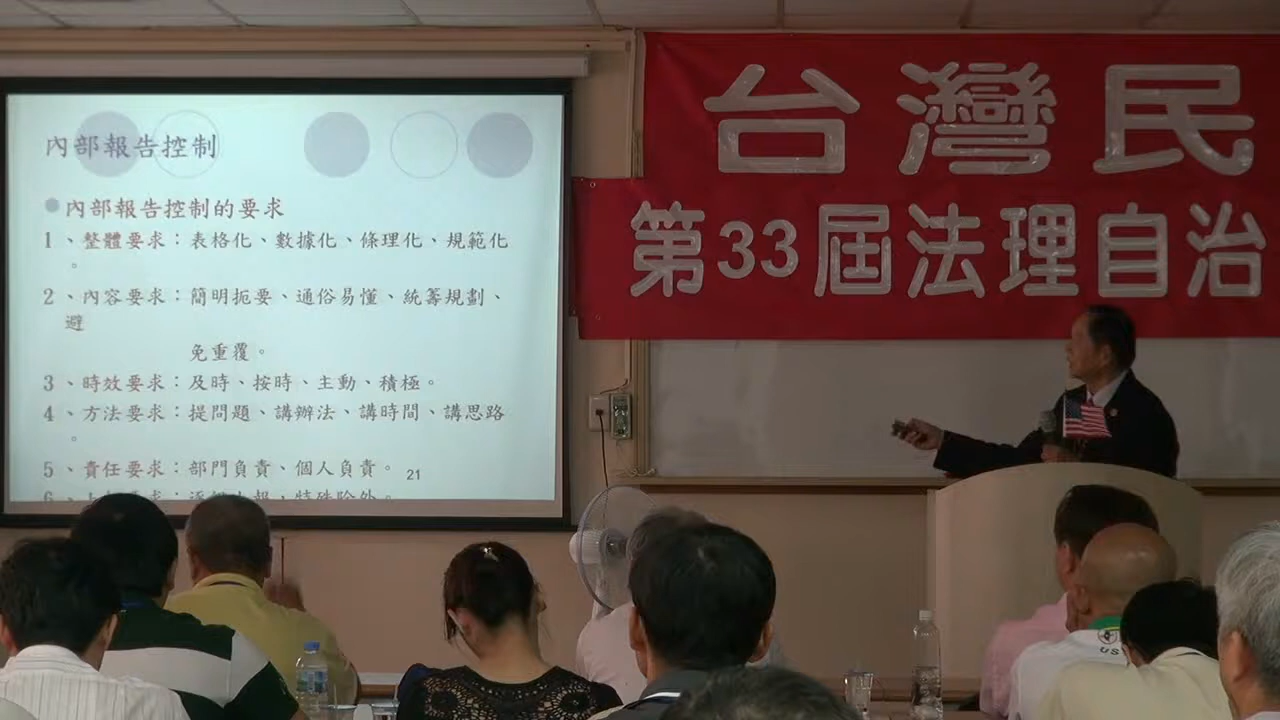 內部報告控制
內部報告控制的要求
1、整體要求：表格化、數據化、條理化、規範化
。
2、內容要求：簡明扼要、通俗易懂、統籌規劃、
避
免重覆。
3、時效要求：及時、按時、主動、積極。
4、方法要求：提問題、講辦法、講時間、講思路
。
5、責任要求：部門負責、個人負責。
21
台灣民
第33屆法理自治
US